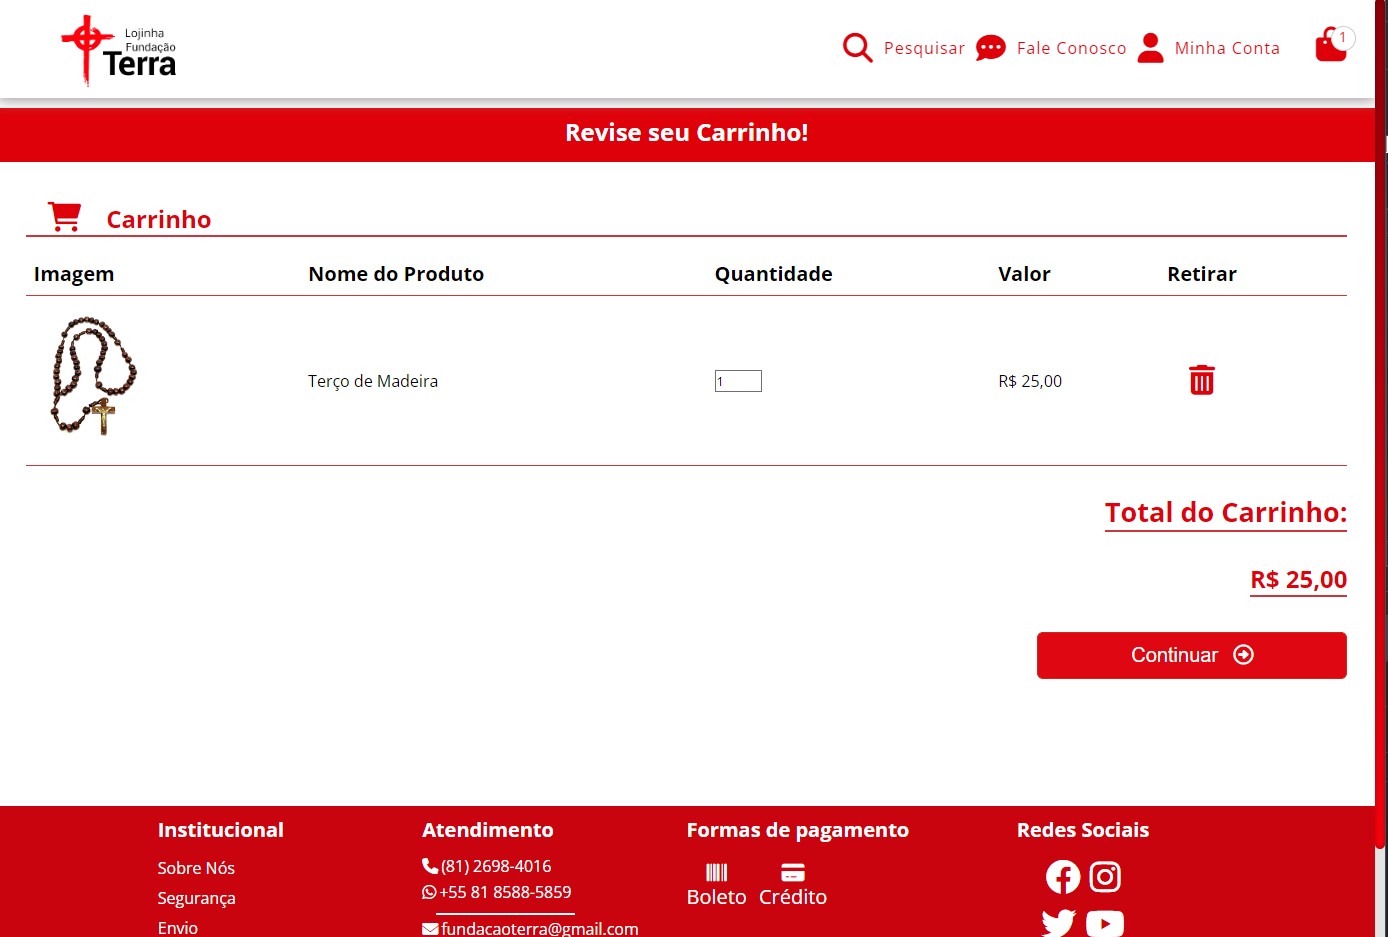 Lojinha
Fundação
Terra
Pesquisar
Fale Conosco
Minha Conta
1
Revise seu Carrinho!
Carrinho
Imagem Nome do Produto Quantidade Valor Retirar
Terço de Madeira 1 R$ 25,00
Total do Carrinho:
R$ 25,00
Continuar
Institucional
Sobre Nós
Segurança
Envio
Atendimento
(81) 2698-4016
+55 81 8588-5859
fundacaoterra@gmail.com
Formas de pagamento
Boleto Crédito
Redes Sociais